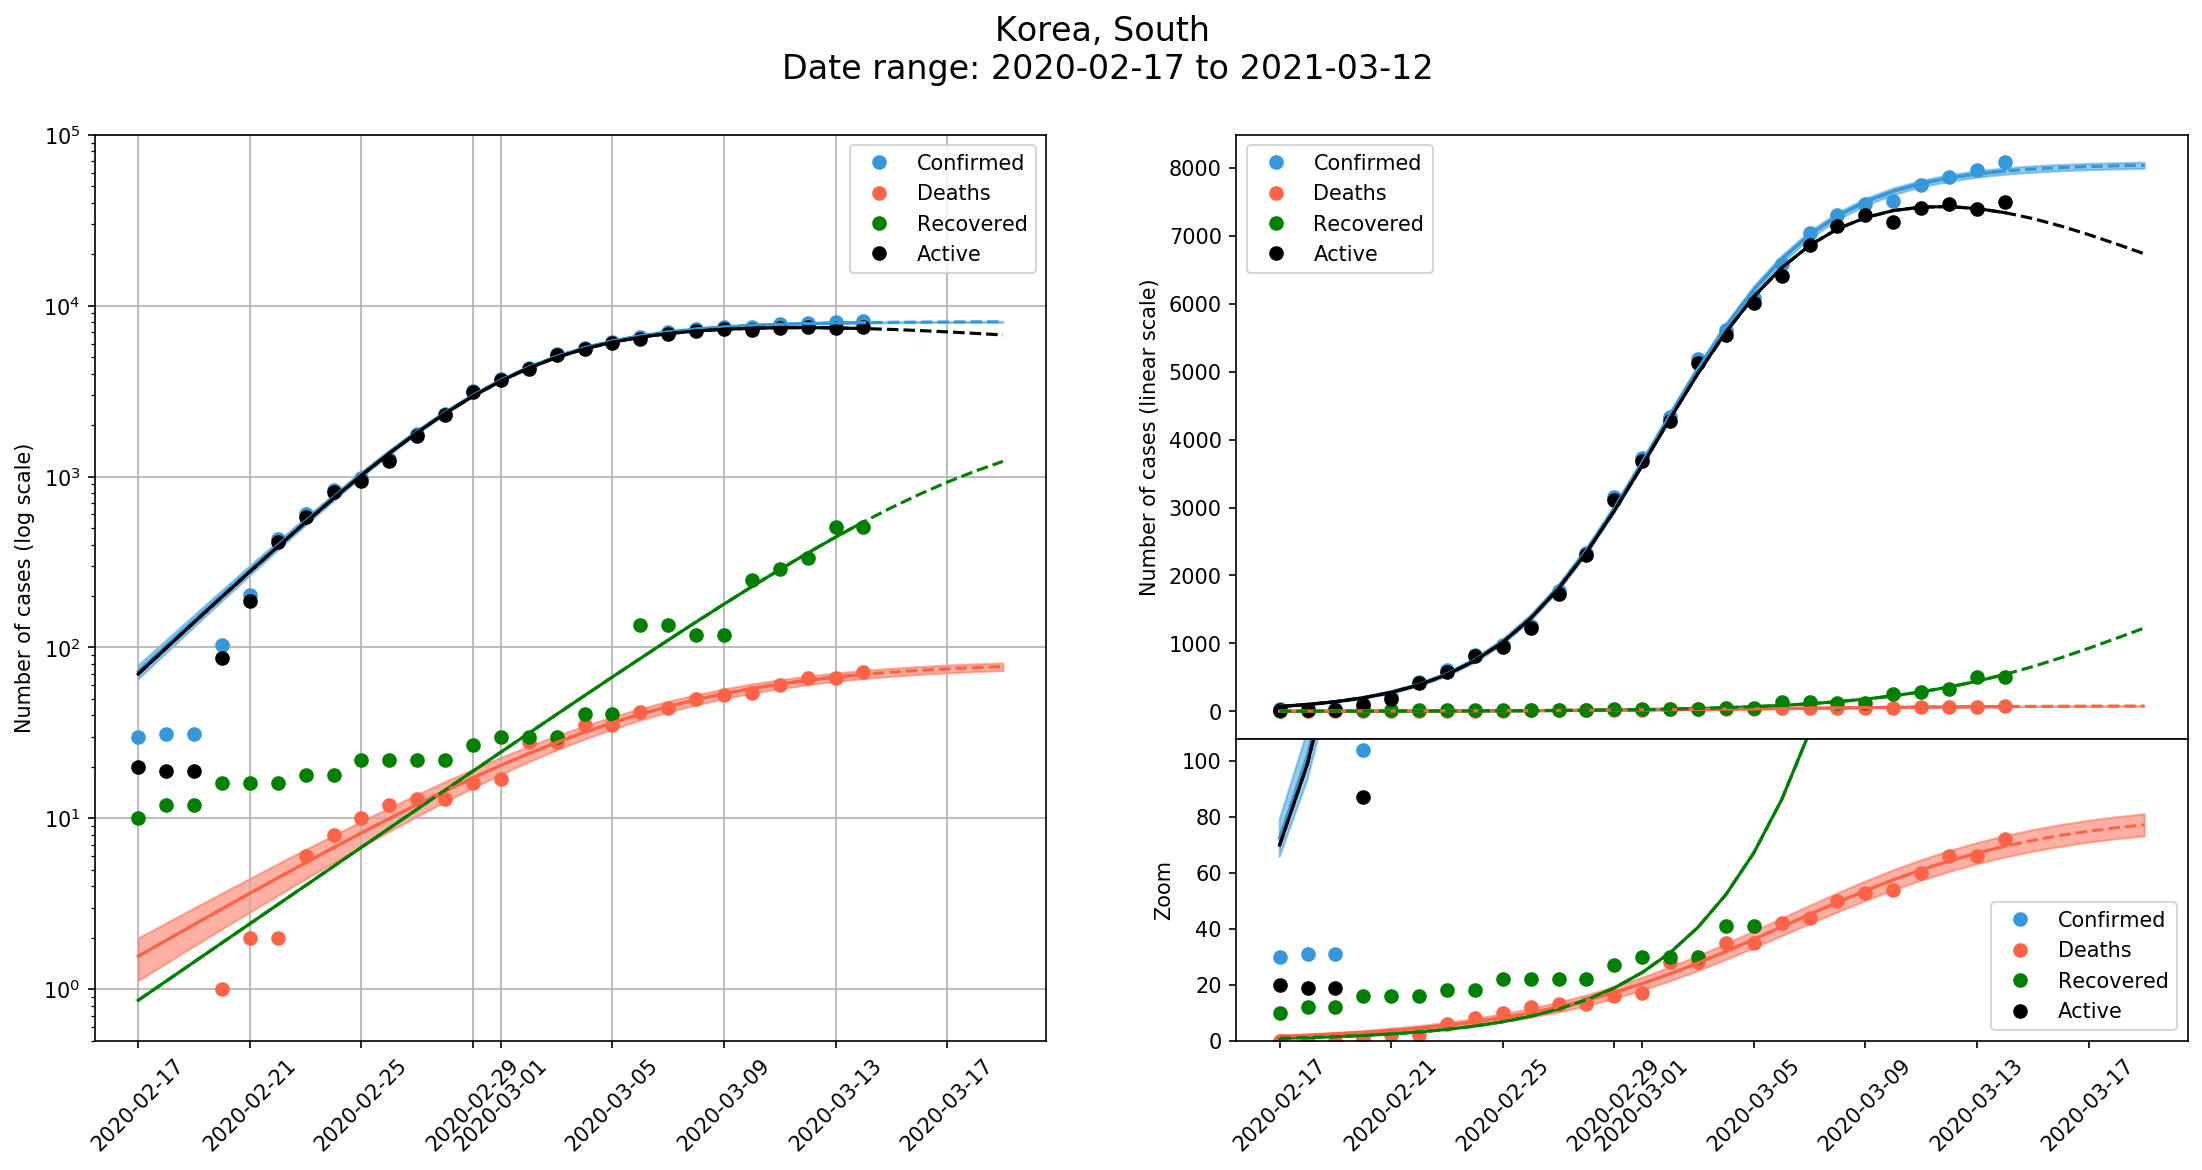 Korea, South
Date range: 2020-02-17 to 2021-03-12
Number of cases (log scale)
10^5
10^4
10^3
10^2
10^1
10^0
Confirmed
Deaths
Recovered
Active
2020-02-17
2020-02-21
2020-02-25
2020-02-29
2020-03-01
2020-03-05
2020-03-09
2020-03-13
2020-03-17
Number of cases (linear scale)
8000
7000
6000
5000
4000
3000
2000
1000
0
Confirmed
Deaths
Recovered
Active
Zoom
100
80
60
40
20
0
Confirmed
Deaths
Recovered
Active
2020-02-17
2020-02-21
2020-02-25
2020-02-29
2020-03-01
2020-03-05
2020-03-09
2020-03-13
2020-03-17